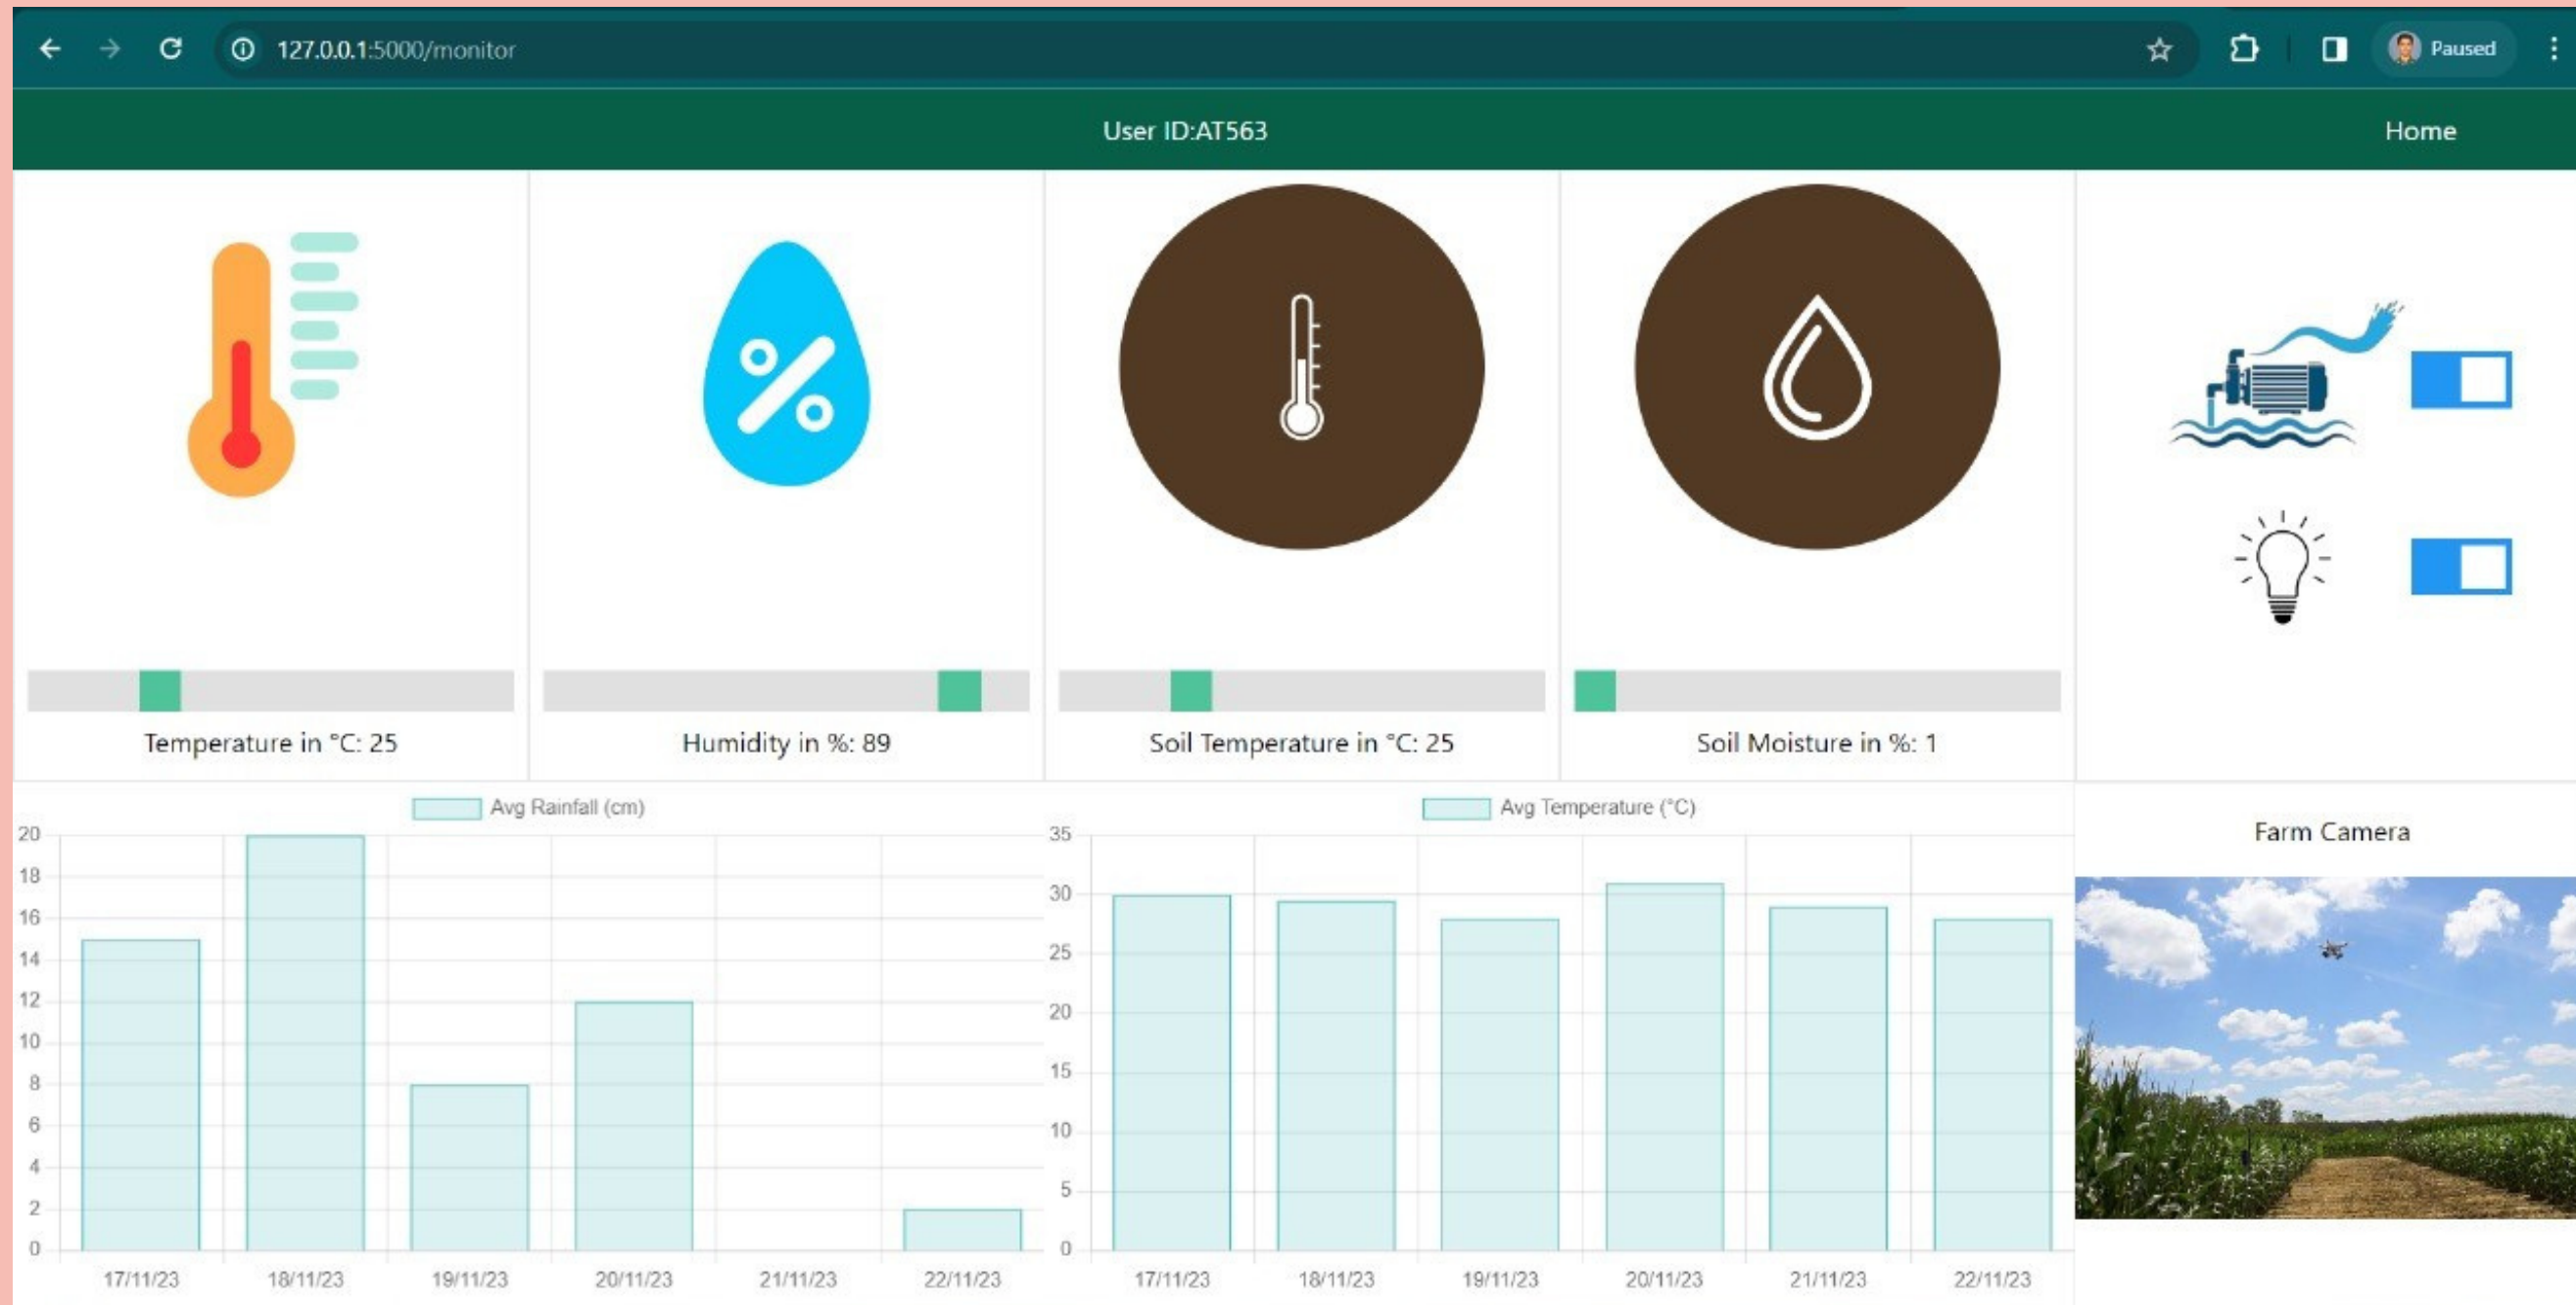 127.0.0.1:5000/monitor
Paused
User ID:AT563
Home
Temperature in °C: 25
Humidity in %: 89
Soil Temperature in °C: 25
Soil Moisture in %: 1
Avg Rainfall (cm)
20
18
16
14
12
10
8
6
4
2
0
17/11/23 18/11/23 19/11/23 20/11/23 21/11/23 22/11/23
Avg Temperature (°C)
35
30
25
20
15
10
5
0
17/11/23 18/11/23 19/11/23 20/11/23 21/11/23 22/11/23
Farm Camera